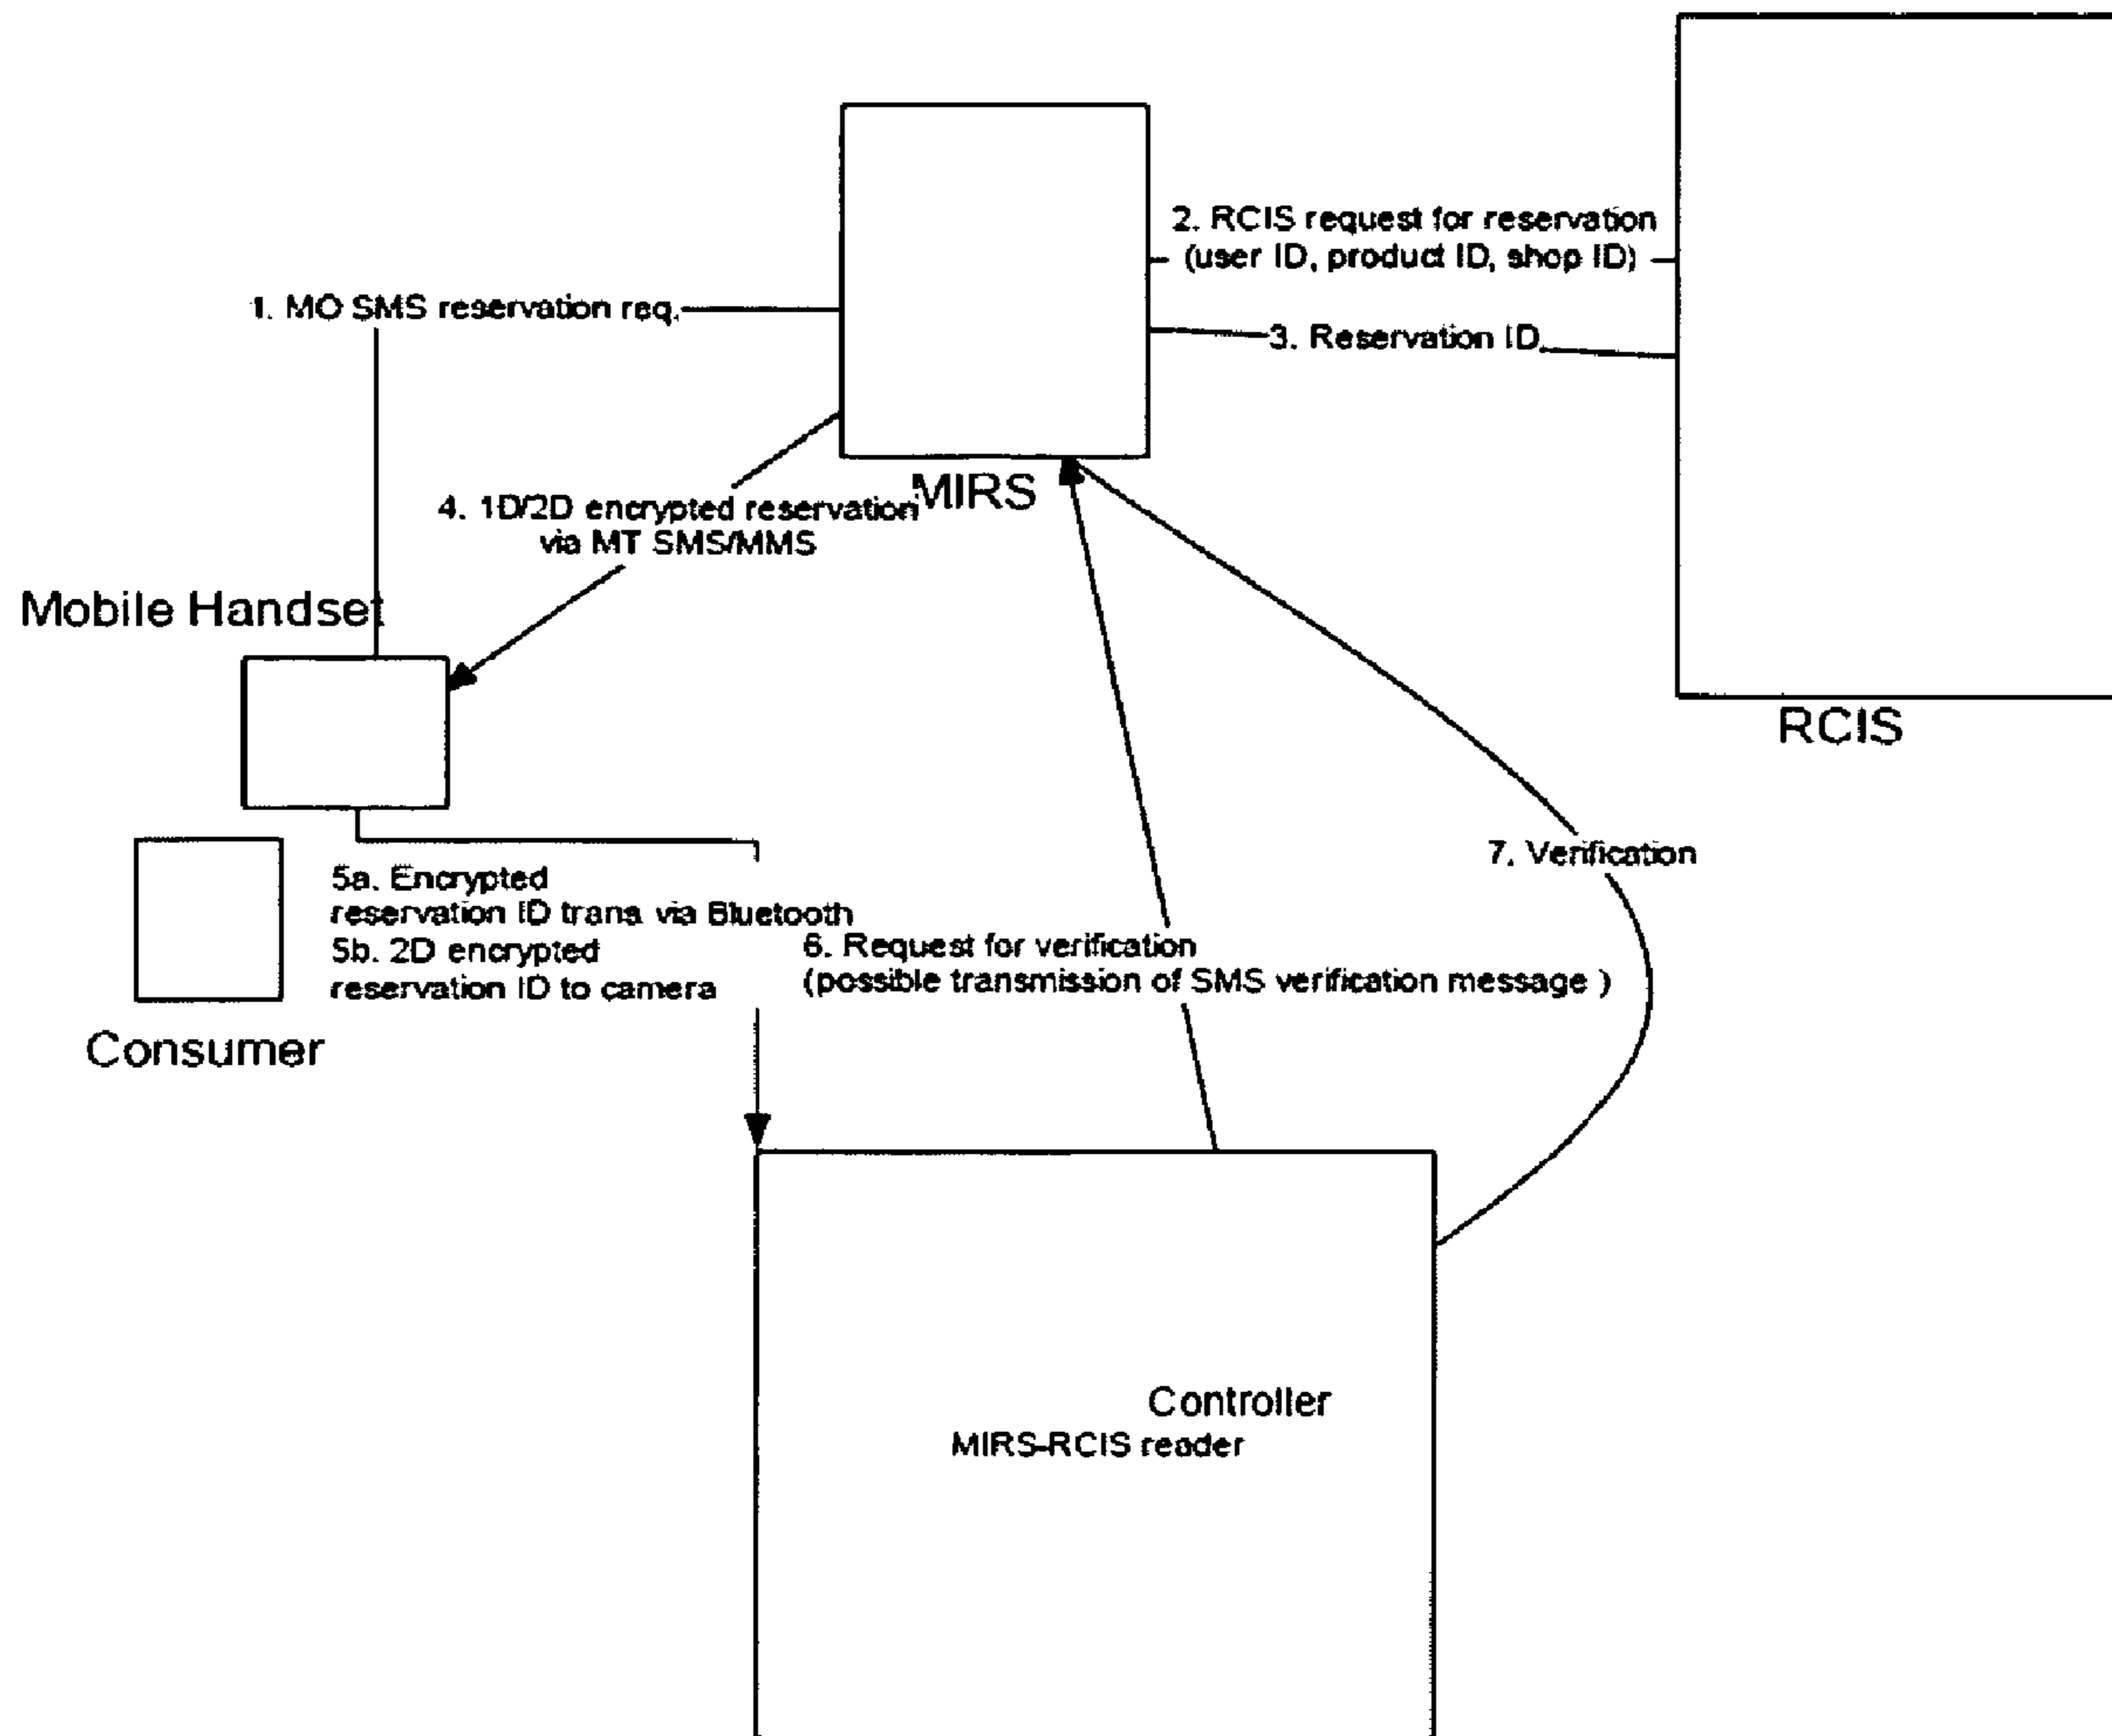 2. RCIS request for reservation
(user ID, product ID, shop ID)
1. MO SMS reservation req.
3. Reservation ID
MIRS
4. 1D/2D encrypted reservation
via MT SMS/MMS
Mobile Handset
RCIS
7. Verification
5a. Encrypted
reservation ID trans via Bluetooth
5b. 2D encrypted
reservation ID to camera
6. Request for verification
(possible transmission of SMS verification message )
Consumer
Controller
MIRS-RCIS reader